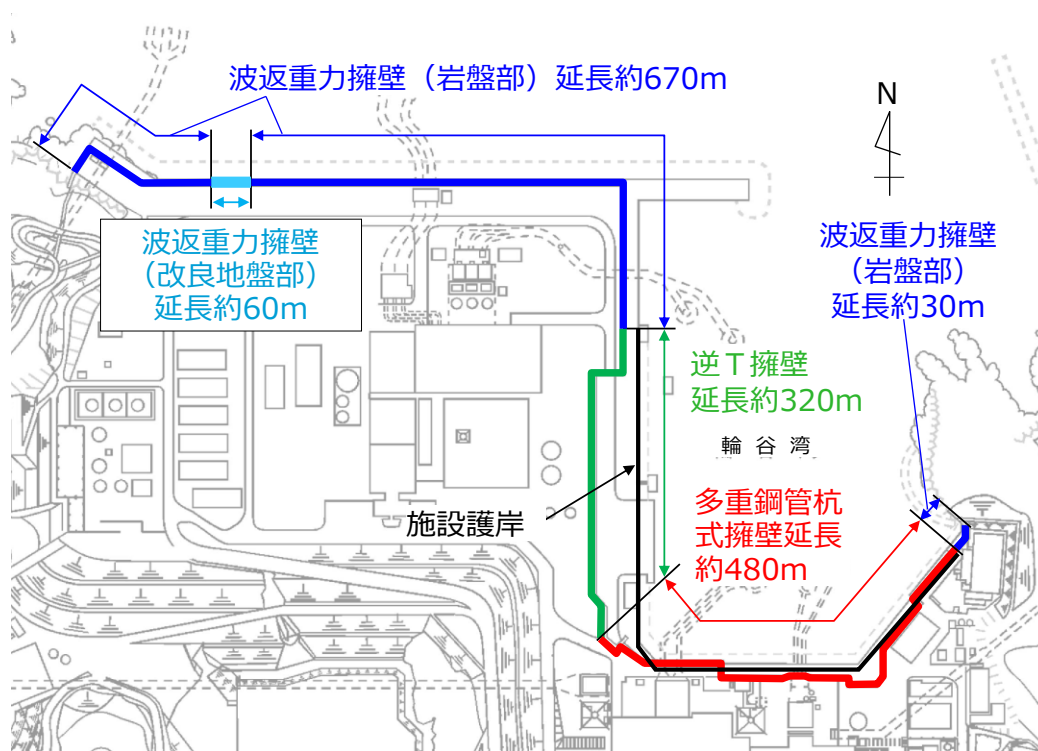 波返重力擁壁（岩盤部）延長約670m
N
波返重力擁壁
（改良地盤部）
延長約60m
波返重力擁壁
（岩盤部）
延長約30m
逆Ｔ擁壁
延長約320m
輪谷湾
多重鋼管杭
式擁壁延長
約480m
施設護岸